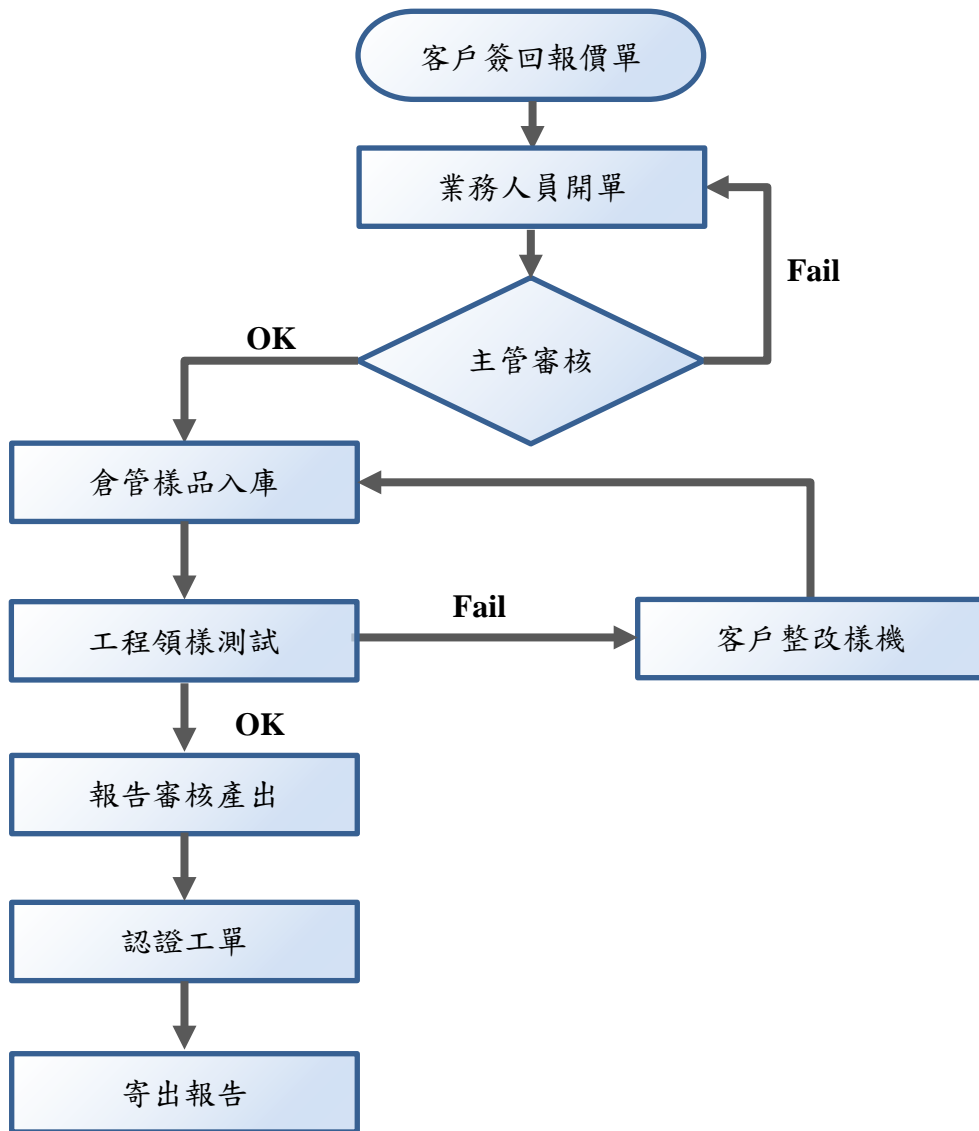 客戶簽回報價單
業務人員開單
Fail
OK
主管審核
倉管樣品入庫
工程領樣測試
Fail
客戶整改樣機
OK
報告審核產出
認證工單
寄出報告